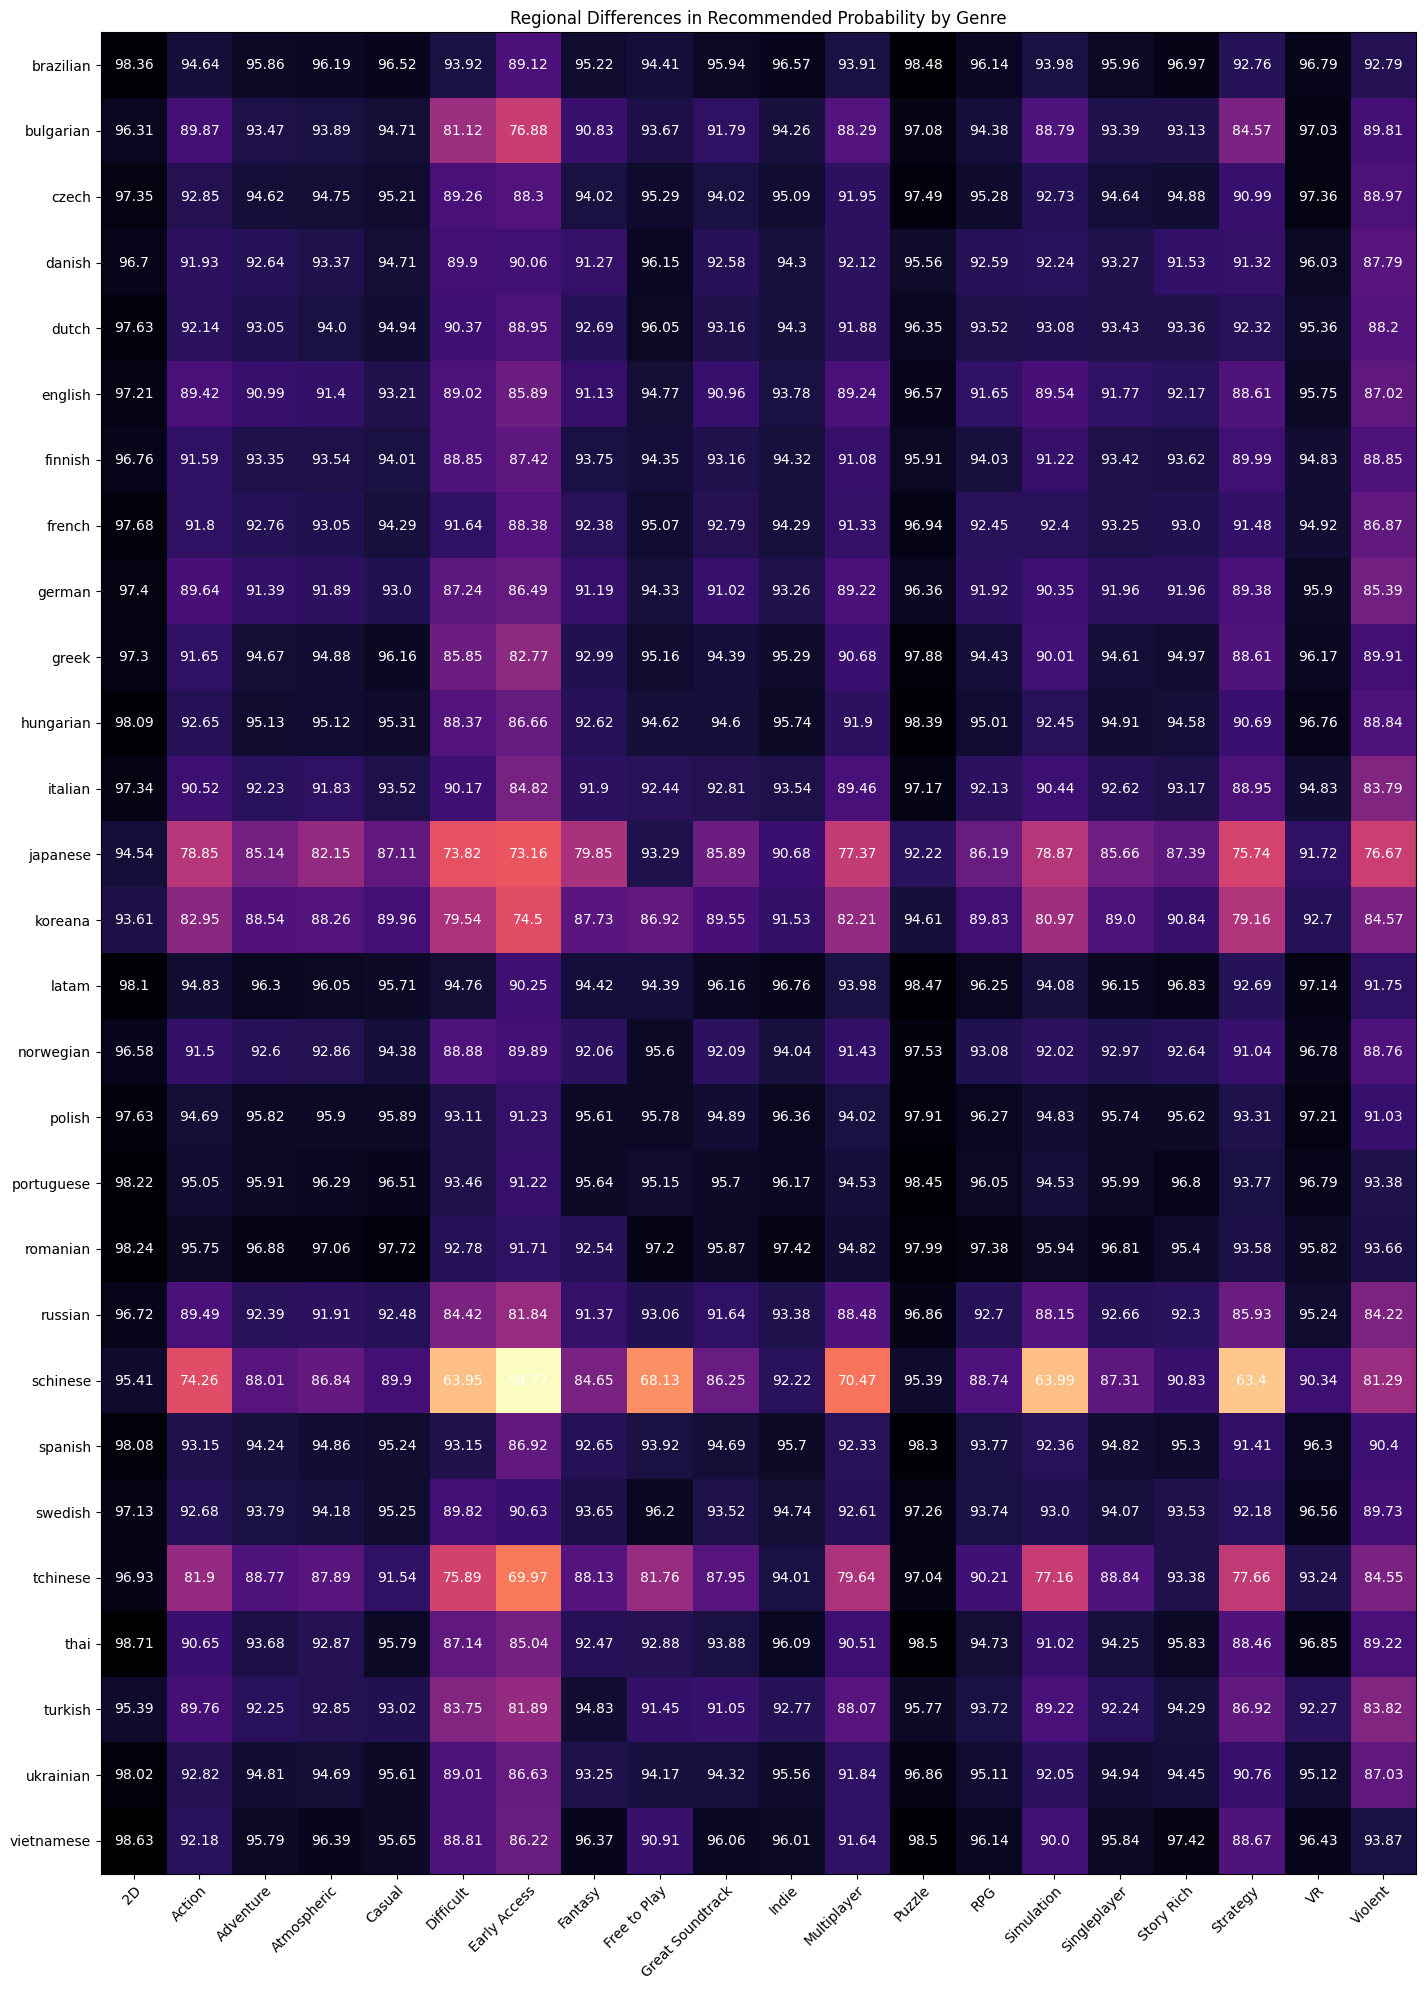 Regional Differences in Recommended Probability by Genre
brazilian 98.36 94.64 95.86 96.19 96.52 93.92 89.12 95.22 94.41 95.94 96.57 93.91 98.48 96.14 93.98 95.96 96.97 92.76 96.79 92.79
bulgarian 96.31 89.87 93.47 93.89 94.71 81.12 76.88 90.83 93.67 91.79 94.26 88.29 97.08 94.38 88.79 93.39 93.13 84.57 97.03 89.81
czech 97.35 92.85 94.62 94.75 95.21 89.26 88.3 94.02 95.29 94.02 95.09 91.95 97.49 95.28 92.73 94.64 94.88 90.99 97.36 88.97
danish 96.7 91.93 92.64 93.37 94.71 89.9 90.06 91.27 96.15 92.58 94.3 92.12 95.56 92.59 92.24 93.27 91.53 91.32 96.03 87.79
dutch 97.63 92.14 93.05 94.0 94.94 90.37 88.95 92.69 96.05 93.16 94.3 91.88 96.35 93.52 93.08 93.43 93.36 92.32 95.36 88.2
english 97.21 89.42 90.99 91.4 93.21 89.02 85.89 91.13 94.77 90.96 93.78 89.24 96.57 91.65 89.54 91.77 92.17 88.61 95.75 87.02
finnish 96.76 91.59 93.35 93.54 94.01 88.85 87.42 93.75 94.35 93.16 94.32 91.08 95.91 94.03 91.22 93.42 93.62 89.99 94.83 88.85
french 97.68 91.8 92.76 93.05 94.29 91.64 88.38 92.38 95.07 92.79 94.29 91.33 96.94 92.45 92.4 93.25 93.0 91.48 94.92 86.87
german 97.4 89.64 91.39 91.89 93.0 87.24 86.49 91.19 94.33 91.02 93.26 89.22 96.36 91.92 90.35 91.96 91.96 89.38 95.9 85.39
greek 97.3 91.65 94.67 94.88 96.16 85.85 82.77 92.99 95.16 94.39 95.29 90.68 97.88 94.43 90.01 94.61 94.97 88.61 96.17 89.91
hungarian 98.09 92.65 95.13 95.12 95.31 88.37 86.66 92.62 94.62 94.6 95.74 91.9 98.39 95.01 92.45 94.91 94.58 90.69 96.76 88.84
italian 97.34 90.52 92.23 91.83 93.52 90.17 84.82 91.9 92.44 92.81 93.54 89.46 97.17 92.13 90.44 92.62 93.17 88.95 94.83 83.79
japanese 94.54 78.85 85.14 82.15 87.11 73.82 73.16 79.85 93.29 85.89 90.68 77.37 92.22 86.19 78.87 85.66 87.39 75.74 91.72 76.67
koreana 93.61 82.95 88.54 88.26 89.96 79.54 74.5 87.73 86.92 89.55 91.53 82.21 94.61 89.83 80.97 89.0 90.84 79.16 92.7 84.57
latam 98.1 94.83 96.3 96.05 95.71 94.76 90.25 94.42 94.39 96.16 96.76 93.98 98.47 96.25 94.08 96.15 96.83 92.69 97.14 91.75
norwegian 96.58 91.5 92.6 92.86 94.38 88.88 89.89 92.06 95.6 92.09 94.04 91.43 97.53 93.08 92.02 92.97 92.64 91.04 96.78 88.76
polish 97.63 94.69 95.82 95.9 95.89 93.11 91.23 95.61 95.78 94.89 96.36 94.02 97.91 96.27 94.83 95.74 95.62 93.31 97.21 91.03
portuguese 98.22 95.05 95.91 96.29 96.51 93.46 91.22 95.64 95.15 95.7 96.17 94.53 98.45 96.05 94.53 95.99 96.8 93.77 96.79 93.38
romanian 98.24 95.75 96.88 97.06 97.72 92.78 91.71 92.54 97.2 95.87 97.42 94.82 97.99 97.38 95.94 96.81 95.4 93.58 95.82 93.66
russian 96.72 89.49 92.39 91.91 92.48 84.42 81.84 91.37 93.06 91.64 93.38 88.48 96.86 92.7 88.15 92.66 92.3 85.93 95.24 84.22
schinese 95.41 74.26 88.01 86.84 89.9 63.95 58.77 84.65 68.13 86.25 92.22 70.47 95.39 88.74 63.99 87.31 90.83 63.4 90.34 81.29
spanish 98.08 93.15 94.24 94.86 95.24 93.15 86.92 92.65 93.92 94.69 95.7 92.33 98.3 93.77 92.36 94.82 95.3 91.41 96.3 90.4
swedish 97.13 92.68 93.79 94.18 95.25 89.82 90.63 93.65 96.2 93.52 94.74 92.61 97.26 93.74 93.0 94.07 93.53 92.18 96.56 89.73
tchinese 96.93 81.9 88.77 87.89 91.54 75.89 69.97 88.13 81.76 87.95 94.01 79.64 97.04 90.21 77.16 88.84 93.38 77.66 93.24 84.55
thai 98.71 90.65 93.68 92.87 95.79 87.14 85.04 92.47 92.88 93.88 96.09 90.51 98.5 94.73 91.02 94.25 95.83 88.46 96.85 89.22
turkish 95.39 89.76 92.25 92.85 93.02 83.75 81.89 94.83 91.45 91.05 92.77 88.07 95.77 93.72 89.22 92.24 94.29 86.92 92.27 83.82
ukrainian 98.02 92.82 94.81 94.69 95.61 89.01 86.63 93.25 94.17 94.32 95.56 91.84 96.86 95.11 92.05 94.94 94.45 90.76 95.12 87.03
vietnamese 98.63 92.18 95.79 96.39 95.65 88.81 86.22 96.37 90.91 96.06 96.01 91.64 98.5 96.14 90.0 95.84 97.42 88.67 96.43 93.87
2D Action Adventure Atmospheric Casual Difficult Early Access Fantasy Free to Play Great Soundtrack Indie Multiplayer Puzzle RPG Simulation Singleplayer Story Rich Strategy VR Violent